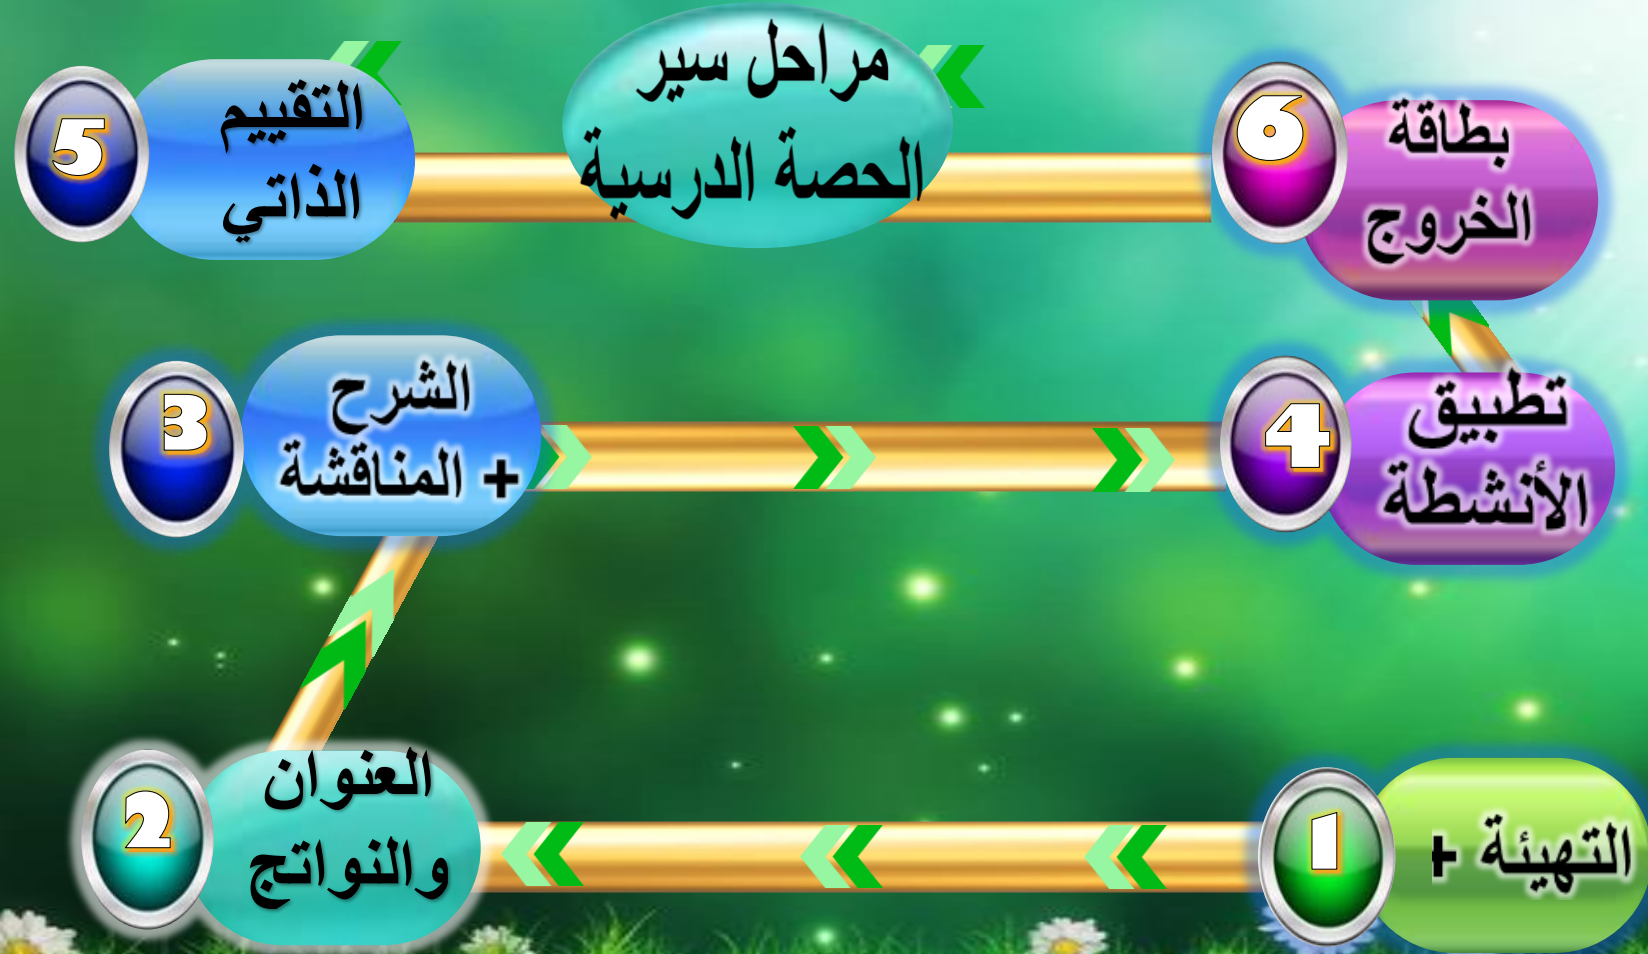 مراحل سير
الحصة الدرسية
1
التهيئة +
2
العنوان
والنواتج
3
الشرح
+ المناقشة
4
تطبيق
الأنشطة
5
التقييم
الذاتي
6
بطاقة
الخروج